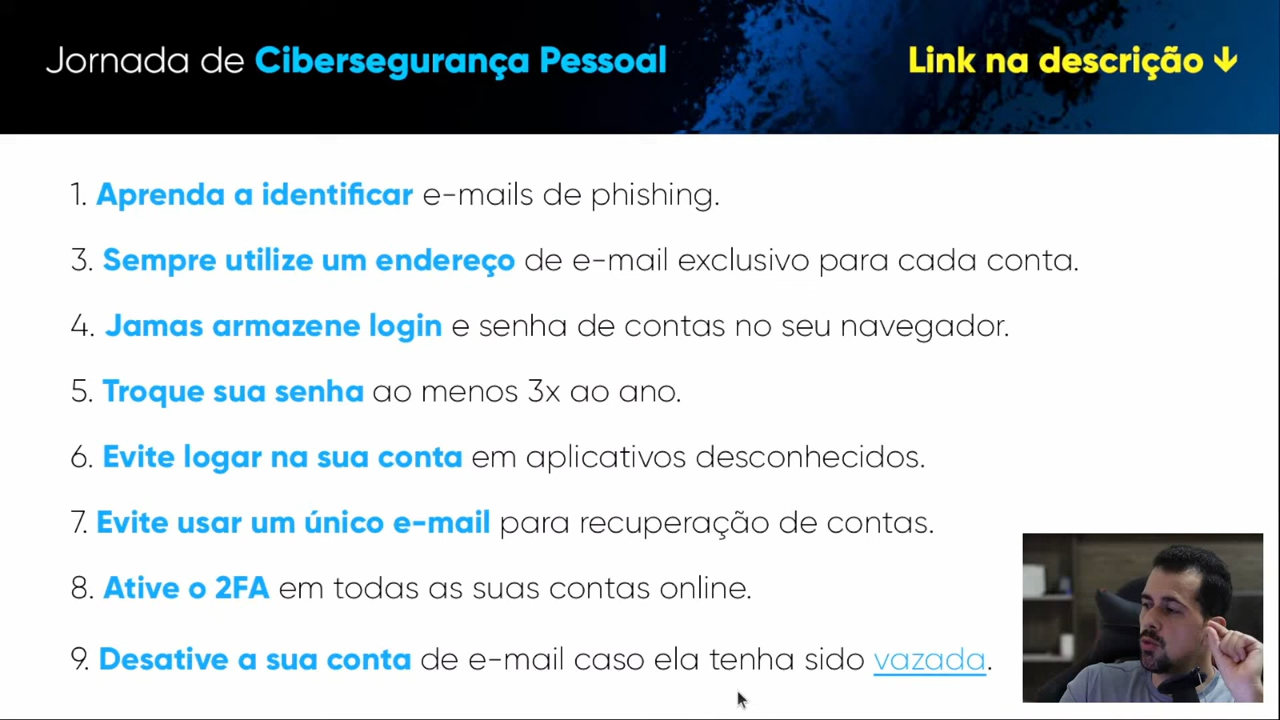 Jornada de Cibersegurança Pessoal
Link na descrição ↓
1. Aprenda a identificar e-mails de phishing.
3. Sempre utilize um endereço de e-mail exclusivo para cada conta.
4. Jamas armazene login e senha de contas no seu navegador.
5. Troque sua senha ao menos 3x ao ano.
6. Evite logar na sua conta em aplicativos desconhecidos.
7. Evite usar um único e-mail para recuperação de contas.
8. Ative o 2FA em todas as suas contas online.
9. Desative a sua conta de e-mail caso ela tenha sido vazada.